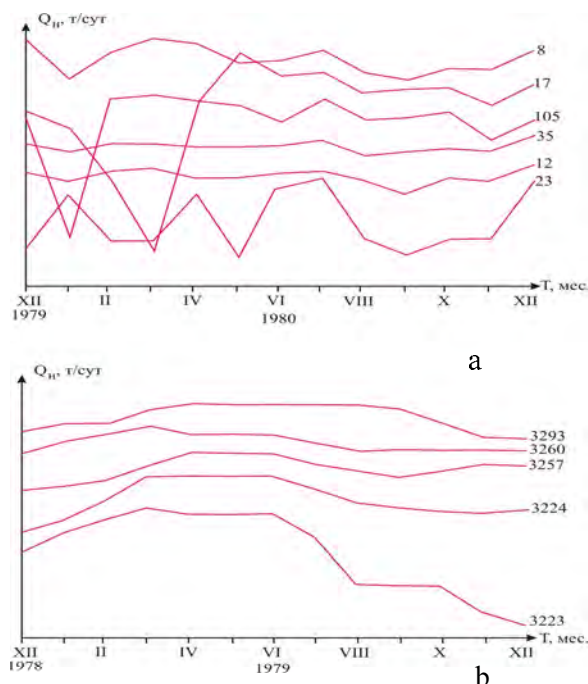 Qн, т/сут
8
17
105
35
12
23
T, мес.
XII II IV VI VIII X XII
1979 1980
a
Qн, т/сут
3293
3260
3257
3224
3223
T, мес.
XII II IV VI VIII X XII
1978 1979
b